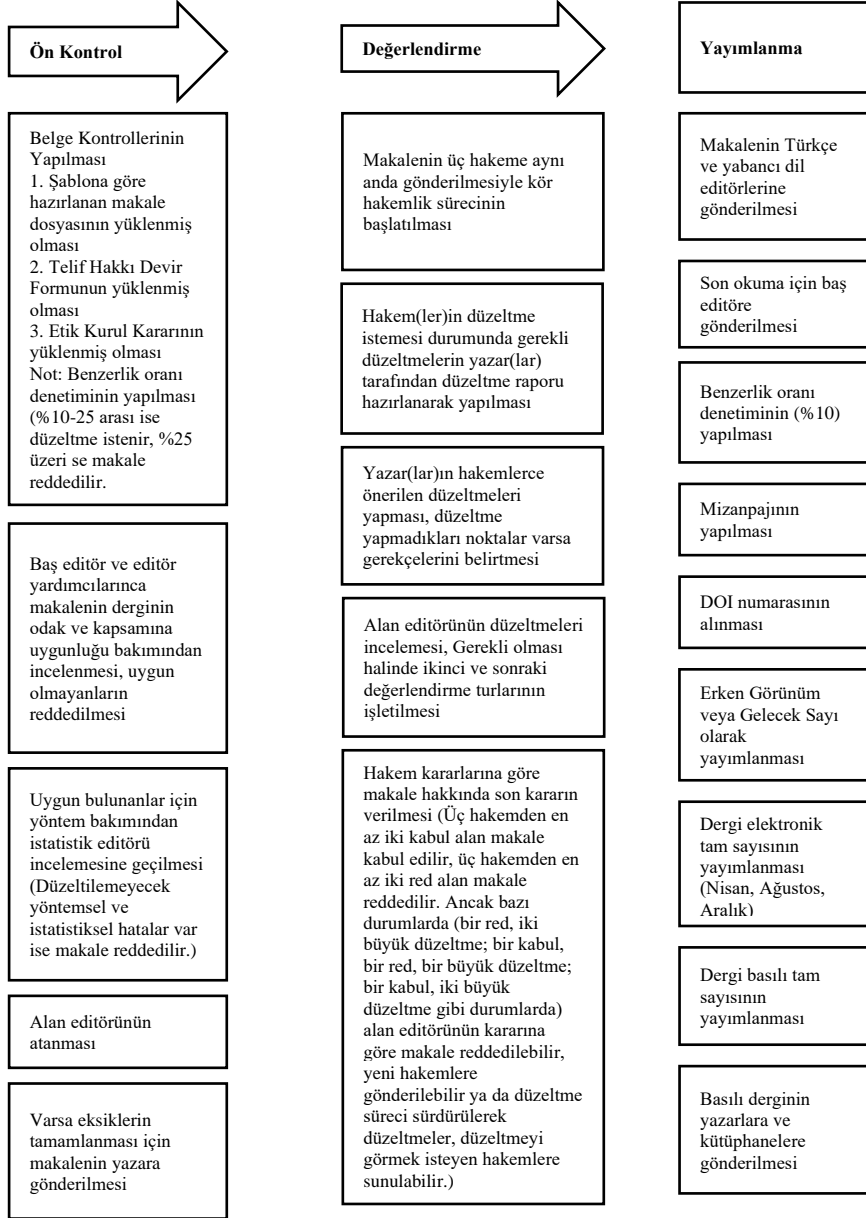 Ön Kontrol
Belge Kontrollerinin
Yapılması
1. Şablona göre
hazırlanan makale
dosyasının yüklenmiş
olması
2. Telif Hakkı Devir
Formunun yüklenmiş
olması
3. Etik Kurul Kararının
yüklenmiş olması
Not: Benzerlik oranı
denetiminin yapılması
(%10-25 arası ise
düzeltme istenir, %25
üzeri se makale
reddedilir.
Baş editör ve editör
yardımcılarınca
makalenin derginin
odak ve kapsamına
uygunluğu bakımından
incelenmesi, uygun
olmayanların
reddedilmesi
Uygun bulunanlar için
yöntem bakımından
istatistik editörü
incelemesine geçilmesi
(Düzeltilemeyecek
yöntemsel ve
istatistiksel hatalar var
ise makale reddedilir.)
Alan editörünün
atanması
Varsa eksiklerin
tamamlanması için
makalenin yazara
gönderilmesi
Değerlendirme
Makalenin üç hakeme aynı
anda gönderilmesiyle kör
hakemlik sürecinin
başlatılması
Hakem(ler)in düzeltme
istemesi durumunda gerekli
düzeltmelerin yazar(lar)
tarafından düzeltme raporu
hazırlanarak yapılması
Yazar(lar)ın hakemlerce
önerilen düzeltmeleri
yapması, düzeltme
yapmadıkları noktalar varsa
gerekçelerini belirtmesi
Alan editörünün düzeltmeleri
incelemesi, Gerekli olması
halinde ikinci ve sonraki
değerlendirme turlarının
işletilmesi
Hakem kararlarına göre
makale hakkında son kararın
verilmesi (Üç hakemden en
az iki kabul alan makale
kabul edilir, üç hakemden en
az iki red alan makale
reddedilir. Ancak bazı
durumlarda (bir red, iki
büyük düzeltme; bir kabul,
bir red, bir büyük düzeltme;
bir kabul, iki büyük
düzeltme gibi durumlarda)
alan editörünün kararına
göre makale reddedilebilir,
yeni hakemlere
gönderilebilir ya da düzeltme
süreci sürdürülerek
düzeltmeler, düzeltmeyi
görmek isteyen hakemlere
sunulabilir.)
Yayımlanma
Makalenin Türkçe
ve yabancı dil
editörlerine
gönderilmesi
Son okuma için baş
editöre
gönderilmesi
Benzerlik oranı
denetiminin (%10)
yapılması
Mizanpajının
yapılması
DOI numarasının
alınması
Erken Görünüm
veya Gelecek Sayı
olarak
yayımlanması
Dergi elektronik
tam sayısının
yayımlanması
(Nisan, Ağustos,
Aralık)
Dergi basılı tam
sayısının
yayımlanması
Basılı derginin
yazarlara ve
kütüphanelere
gönderilmesi